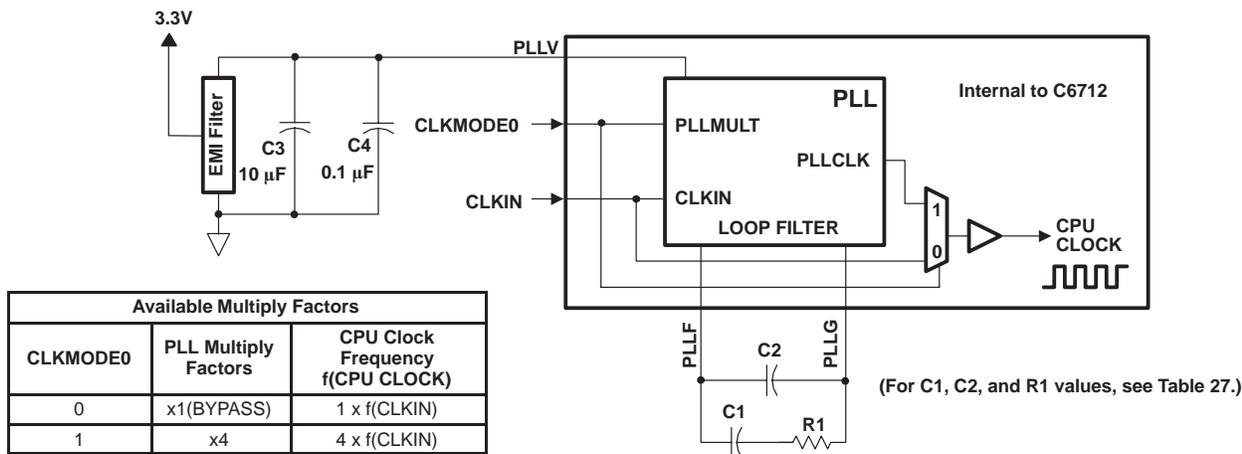 3.3V
PLLV
EMI Filter
C3
10 μF
C4
0.1 μF
CLKMODE0
CLKIN
PLL
PLLMULT
PLLCLK
CLKIN
LOOP FILTER
Internal to C6712
1
0
CPU
CLOCK
PLLF
PLLG
C2
C1
R1
(For C1, C2, and R1 values, see Table 27.)
Available Multiply Factors
CLKMODE0
PLL Multiply
Factors
CPU Clock
Frequency
f(CPU CLOCK)
0
x1(BYPASS)
1 x f(CLKIN)
1
x4
4 x f(CLKIN)